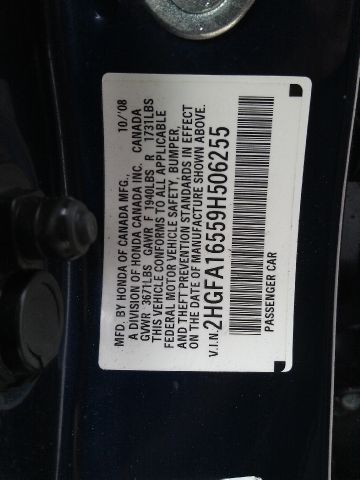 MFD. BY HONDA OF CANADA MFG., 10/'08
A DIVISION OF HONDA CANADA INC. CANADA
GVWR 3671LBS GAWR F 1900LBS R 1731LBS
THIS VEHICLE CONFORMS TO ALL APPLICABLE
FEDERAL MOTOR VEHICLE SAFETY, BUMPER,
AND THEFT PREVENTION STANDARDS IN EFFECT
ON THE DATE OF MANUFACTURE SHOWN ABOVE.
V.I.N. 2HGFA16559H506255
PASSENGER CAR